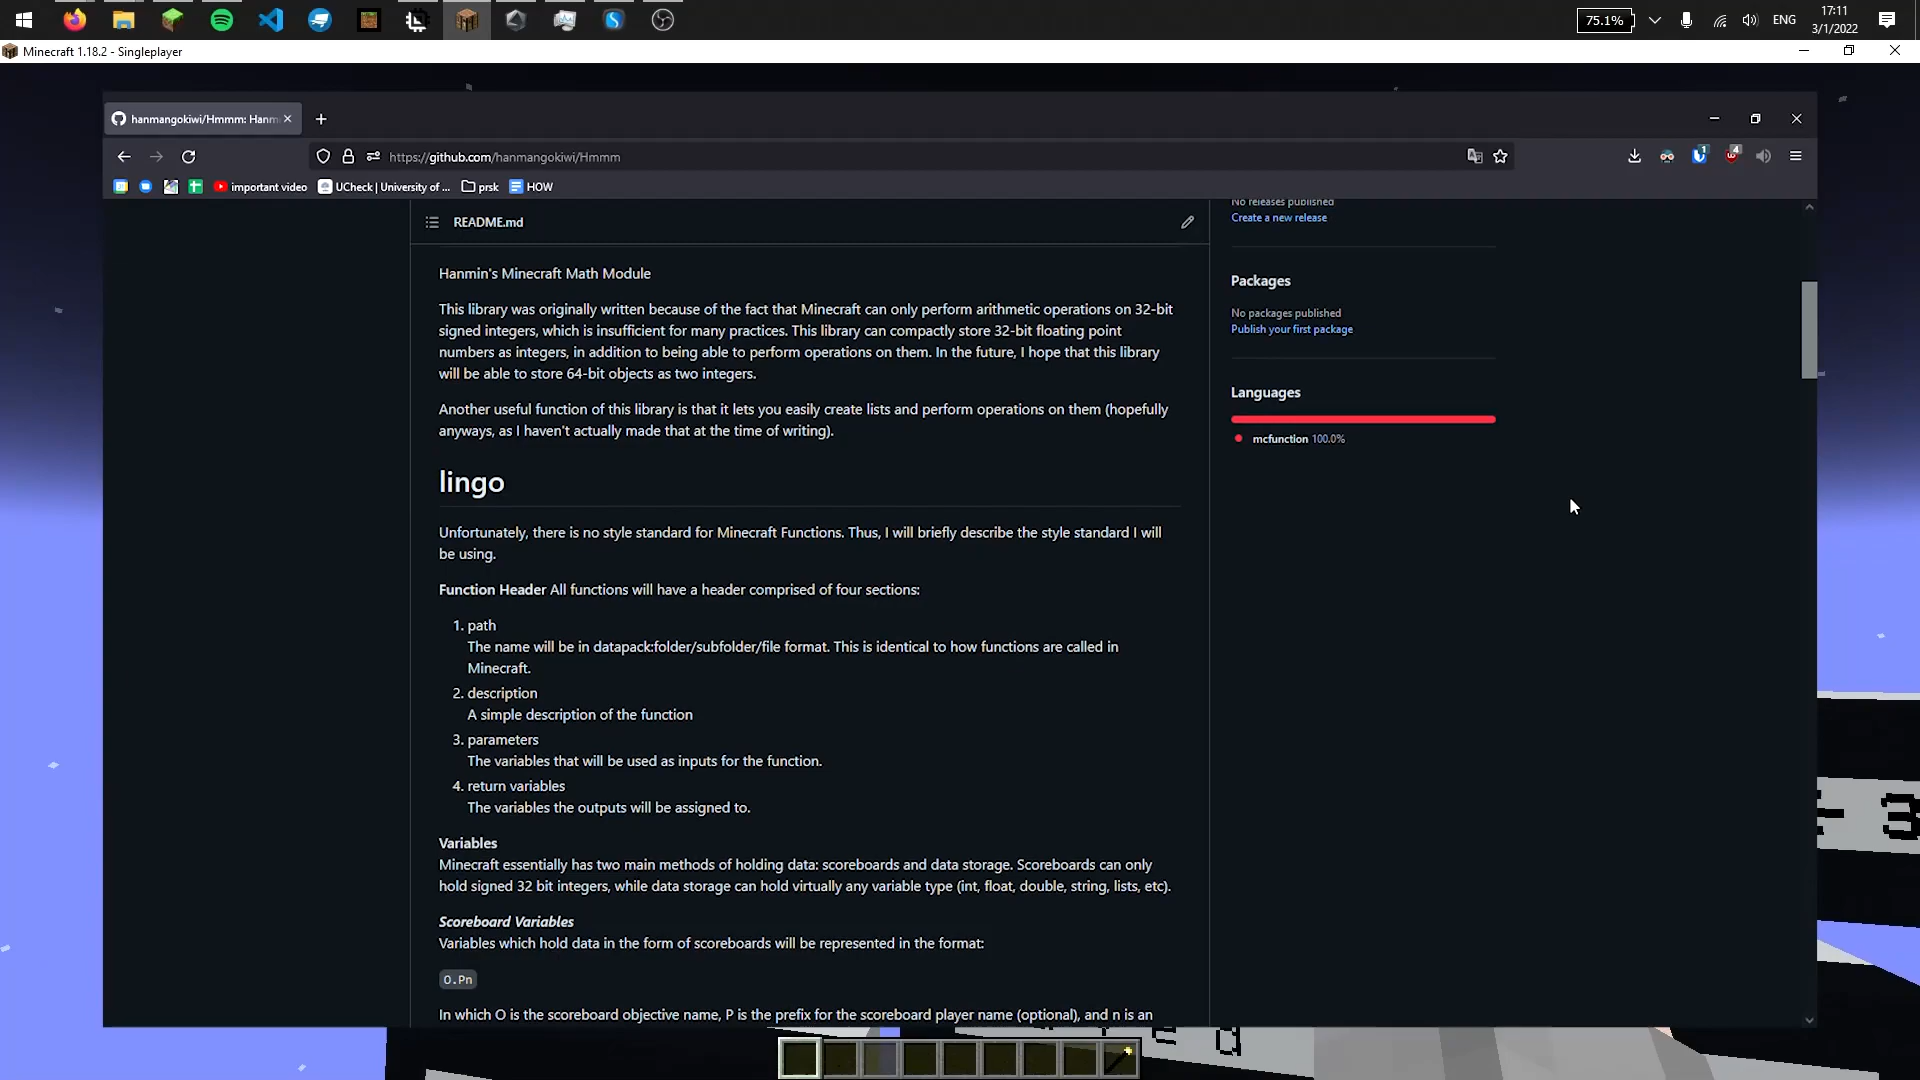 75.1%
ENG
17:11
3/1/2022
Minecraft 1.18.2 - Singleplayer
hanmangokiwi/Hmmm: Hanm
https://github.com/hanmangokiwi/Hmmm
1
4
important video
UCheck | University of ...
prsk
HOW
README.md
No releases published
Create a new release
Hanmin's Minecraft Math Module
Packages
This library was originally written because of the fact that Minecraft can only perform arithmetic operations on 32-bit
No packages published
signed integers, which is insufficient for many practices. This library can compactly store 32-bit floating point
Publish your first package
numbers as integers, in addition to being able to perform operations on them. In the future, I hope that this library
will be able to store 64-bit objects as two integers.
Languages
Another useful function of this library is that it lets you easily create lists and perform operations on them (hopefully
anyways, as I haven't actually made that at the time of writing).
mcfunction 100.0%
lingo
Unfortunately, there is no style standard for Minecraft Functions. Thus, I will briefly describe the style standard I will
be using.
Function Header All functions will have a header comprised of four sections:
1. path
The name will be in datapack:folder/subfolder/file format. This is identical to how functions are called in
Minecraft.
2. description
A simple description of the function
3. parameters
The variables that will be used as inputs for the function.
4. return variables
The variables the outputs will be assigned to.
Variables
Minecraft essentially has two main methods of holding data: scoreboards and data storage. Scoreboards can only
hold signed 32 bit integers, while data storage can hold virtually any variable type (int, float, double, string, lists, etc).
Scoreboard Variables
Variables which hold data in the form of scoreboards will be represented in the format:
O.Pn
In which O is the scoreboard objective name, P is the prefix for the scoreboard player name (optional), and n is an